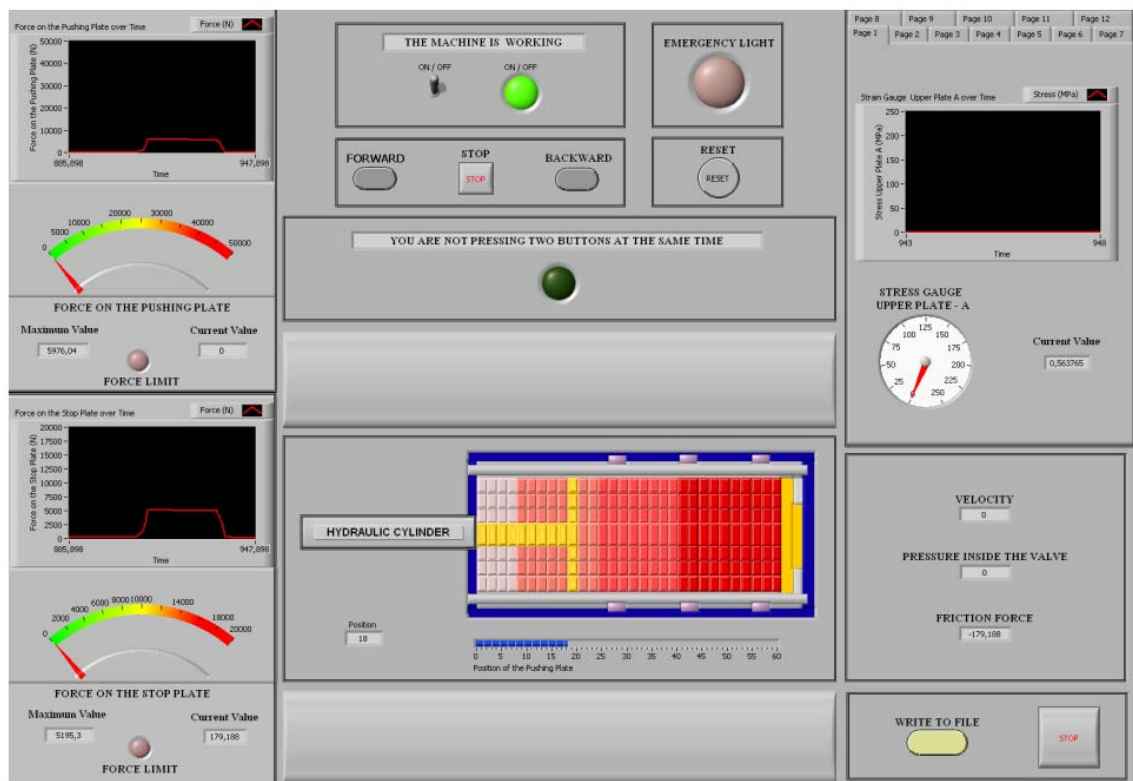 Force on the Pushing Plate over Time
Force (N)
Force on the Pushing Plate (N)
50000
40000
30000
20000
10000
0
885,898
947,898
Time
0
5000
10000
20000
30000
40000
50000
FORCE ON THE PUSHING PLATE
Maximum Value
Current Value
5976,04
0
FORCE LIMIT
Force on the Stop Plate over Time
Force (N)
Force on the Stop Plate (N)
20000
17500
15000
12500
10000
7500
5000
2500
0
885,898
947,898
Time
0
2000
4000
6000
8000
10000
14000
18000
20000
FORCE ON THE STOP PLATE
Maximum Value
Current Value
5195,3
179,188
FORCE LIMIT
THE MACHINE IS WORKING
ON / OFF
ON / OFF
EMERGENCY LIGHT
FORWARD
STOP
STOP
BACKWARD
RESET
RESET
YOU ARE NOT PRESSING TWO BUTTONS AT THE SAME TIME
HYDRAULIC CYLINDER
Position
18
0 5 10 15 20 25 30 35 40 45 50 55 60
Position of the Pushing Plate
Page 8 Page 9 Page 10 Page 11 Page 12
Page 1 Page 2 Page 3 Page 4 Page 5 Page 6 Page 7
Strain Gauge Upper Plate A over Time
Stress (MPa)
Stress Upper Plate A (MPa)
250
200
150
100
50
0
943
948
Time
STRESS GAUGE
UPPER PLATE - A
0
25
50
75
100
125
150
175
200
225
250
Current Value
0,563765
VELOCITY
0
PRESSURE INSIDE THE VALVE
0
FRICTION FORCE
-179,188
WRITE TO FILE
STOP